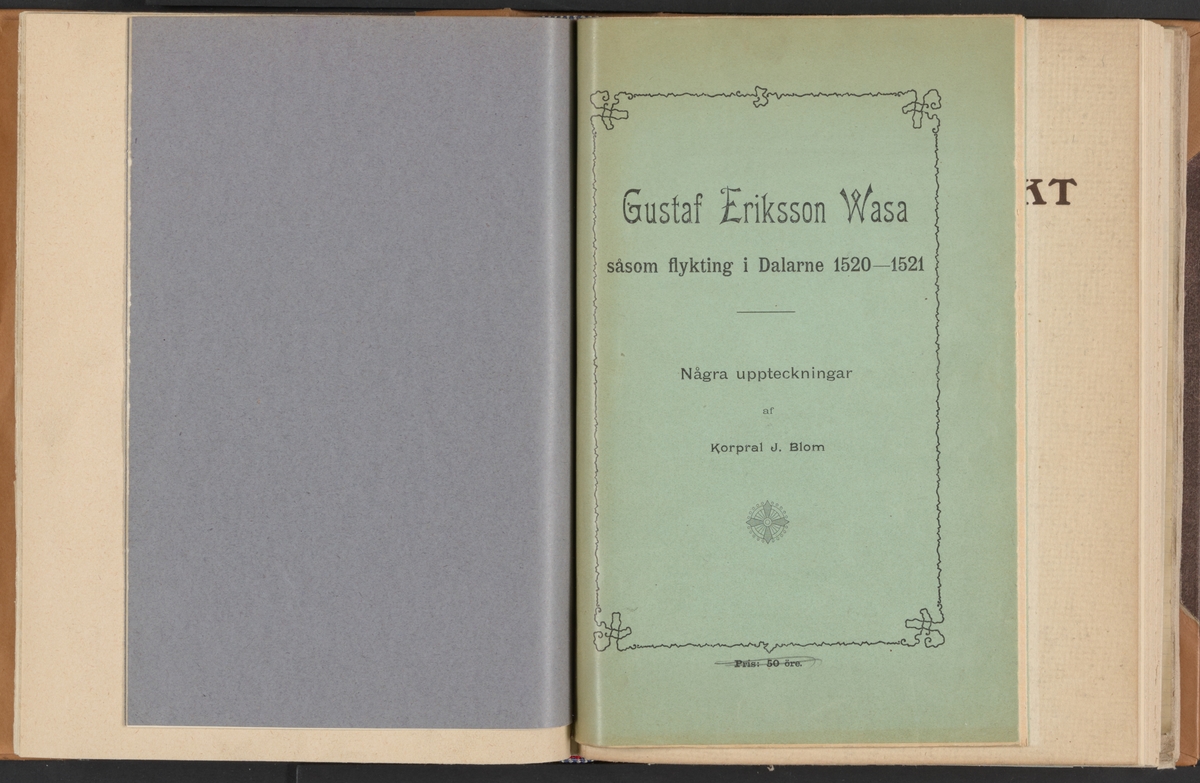 Gustaf Eriksson Wasa
såsom flykting i Dalarne 1520—1521
Några uppteckningar
af
Korpral J. Blom
Pris: 50 öre.
KT